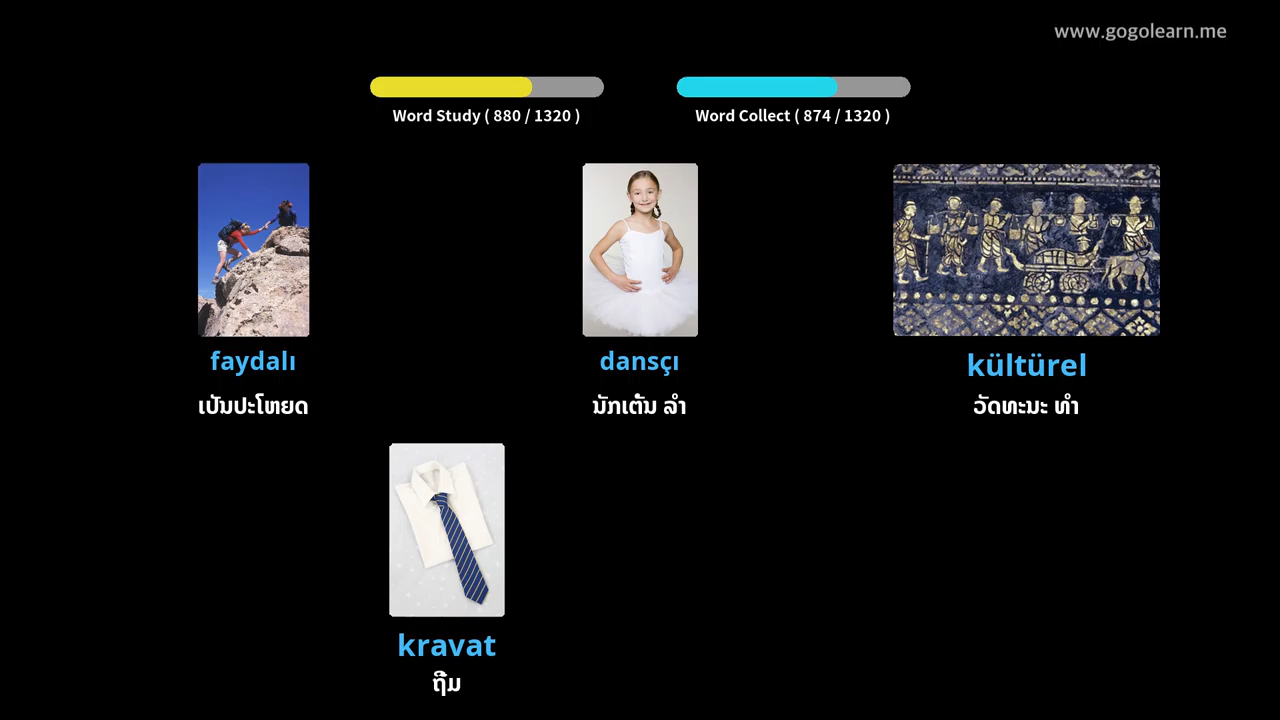 www.gogolearn.me
Word Study ( 880 / 1320 )
Word Collect ( 874 / 1320 )
faydalı
dansçı
kültürel
ເປັນປະໂຫຍດ
ນັກເຕັ້ນ ລຳ
ວັດທະນະ ທຳ
kravat
ຖີ້ມ